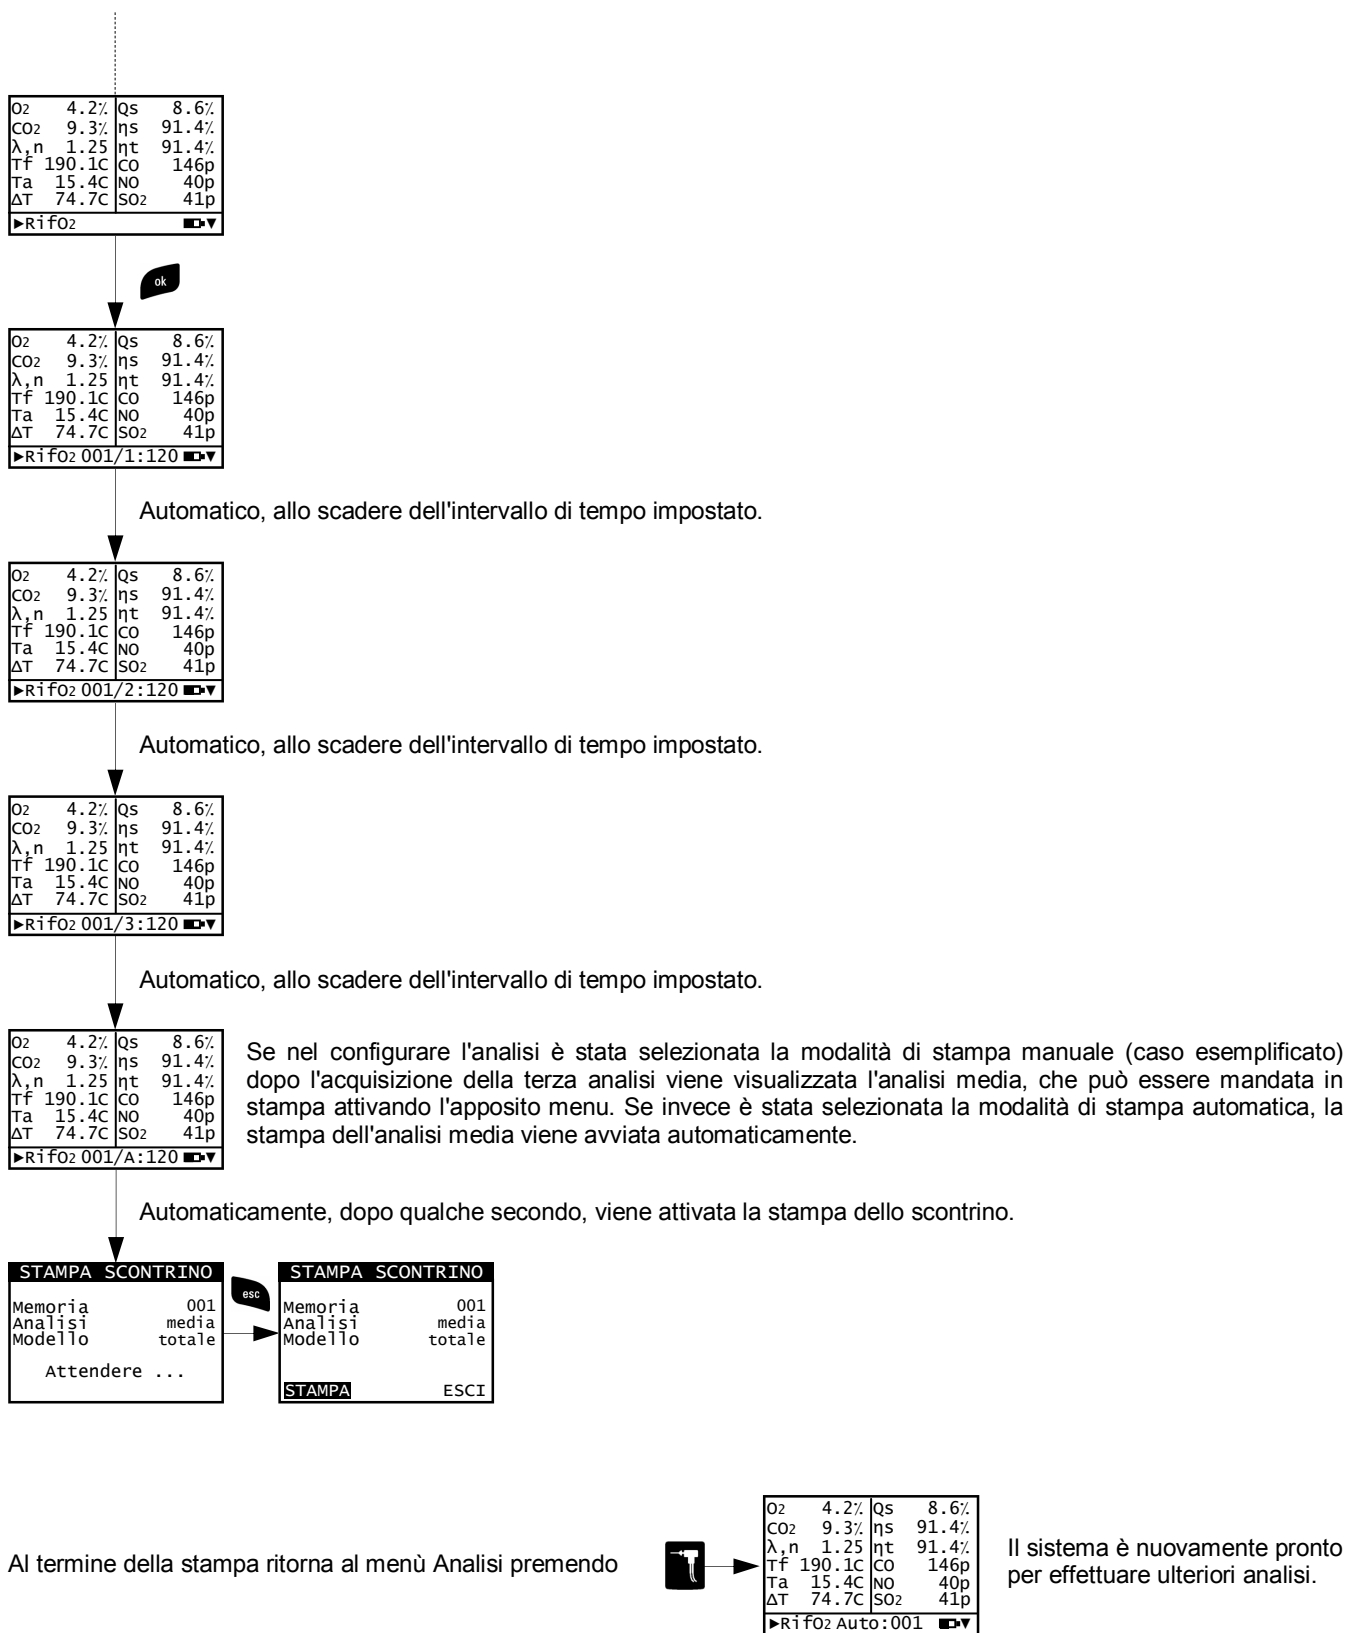 O2 4.2% Qs 8.6%
CO2 9.3% ηs 91.4%
λ,n 1.25 ηt 91.4%
Tf 190.1C CO 146p
Ta 15.4C NO 40p
ΔT 74.7C SO2 41p
►RifO2 ▼
ok
O2 4.2% Qs 8.6%
CO2 9.3% ηs 91.4%
λ,n 1.25 ηt 91.4%
Tf 190.1C CO 146p
Ta 15.4C NO 40p
ΔT 74.7C SO2 41p
►RifO2 001/1:120 ▼
Automatico, allo scadere dell'intervallo di tempo impostato.
O2 4.2% Qs 8.6%
CO2 9.3% ηs 91.4%
λ,n 1.25 ηt 91.4%
Tf 190.1C CO 146p
Ta 15.4C NO 40p
ΔT 74.7C SO2 41p
►RifO2 001/2:120 ▼
Automatico, allo scadere dell'intervallo di tempo impostato.
O2 4.2% Qs 8.6%
CO2 9.3% ηs 91.4%
λ,n 1.25 ηt 91.4%
Tf 190.1C CO 146p
Ta 15.4C NO 40p
ΔT 74.7C SO2 41p
►RifO2 001/3:120 ▼
Automatico, allo scadere dell'intervallo di tempo impostato.
O2 4.2% Qs 8.6%
CO2 9.3% ηs 91.4%
λ,n 1.25 ηt 91.4%
Tf 190.1C CO 146p
Ta 15.4C NO 40p
ΔT 74.7C SO2 41p
►RifO2 001/A:120 ▼
Se nel configurare l'analisi è stata selezionata la modalità di stampa manuale (caso esemplificato)
dopo l'acquisizione della terza analisi viene visualizzata l'analisi media, che può essere mandata in
stampa attivando l'apposito menu. Se invece è stata selezionata la modalità di stampa automatica, la
stampa dell'analisi media viene avviata automaticamente.
Automaticamente, dopo qualche secondo, viene attivata la stampa dello scontrino.
STAMPA SCONTRINO
Memoria 001
Analisi media
Modello totale
Attendere ...
esc
STAMPA SCONTRINO
Memoria 001
Analisi media
Modello totale
STAMPA ESCI
Al termine della stampa ritorna al menù Analisi premendo
O2 4.2% Qs 8.6%
CO2 9.3% ηs 91.4%
λ,n 1.25 ηt 91.4%
Tf 190.1C CO 146p
Ta 15.4C NO 40p
ΔT 74.7C SO2 41p
►RifO2 Auto:001 ▼
Il sistema è nuovamente pronto
per effettuare ulteriori analisi.